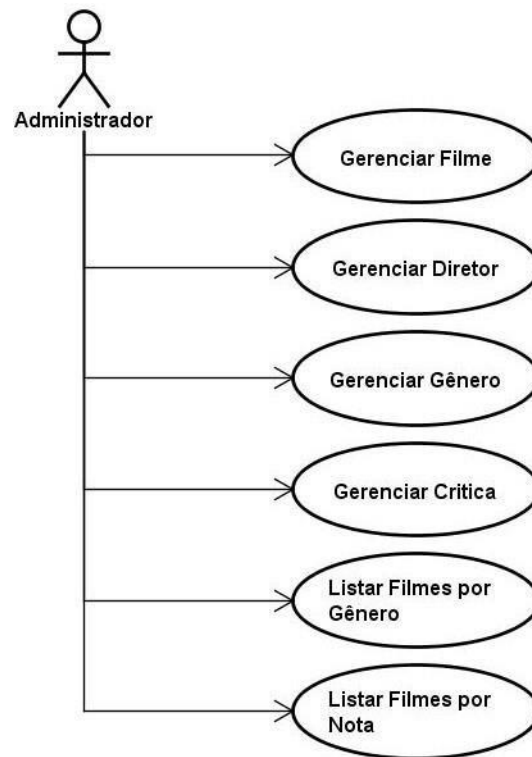 Administrador
Gerenciar Filme
Gerenciar Diretor
Gerenciar Gênero
Gerenciar Critica
Listar Filmes por
Gênero
Listar Filmes por
Nota